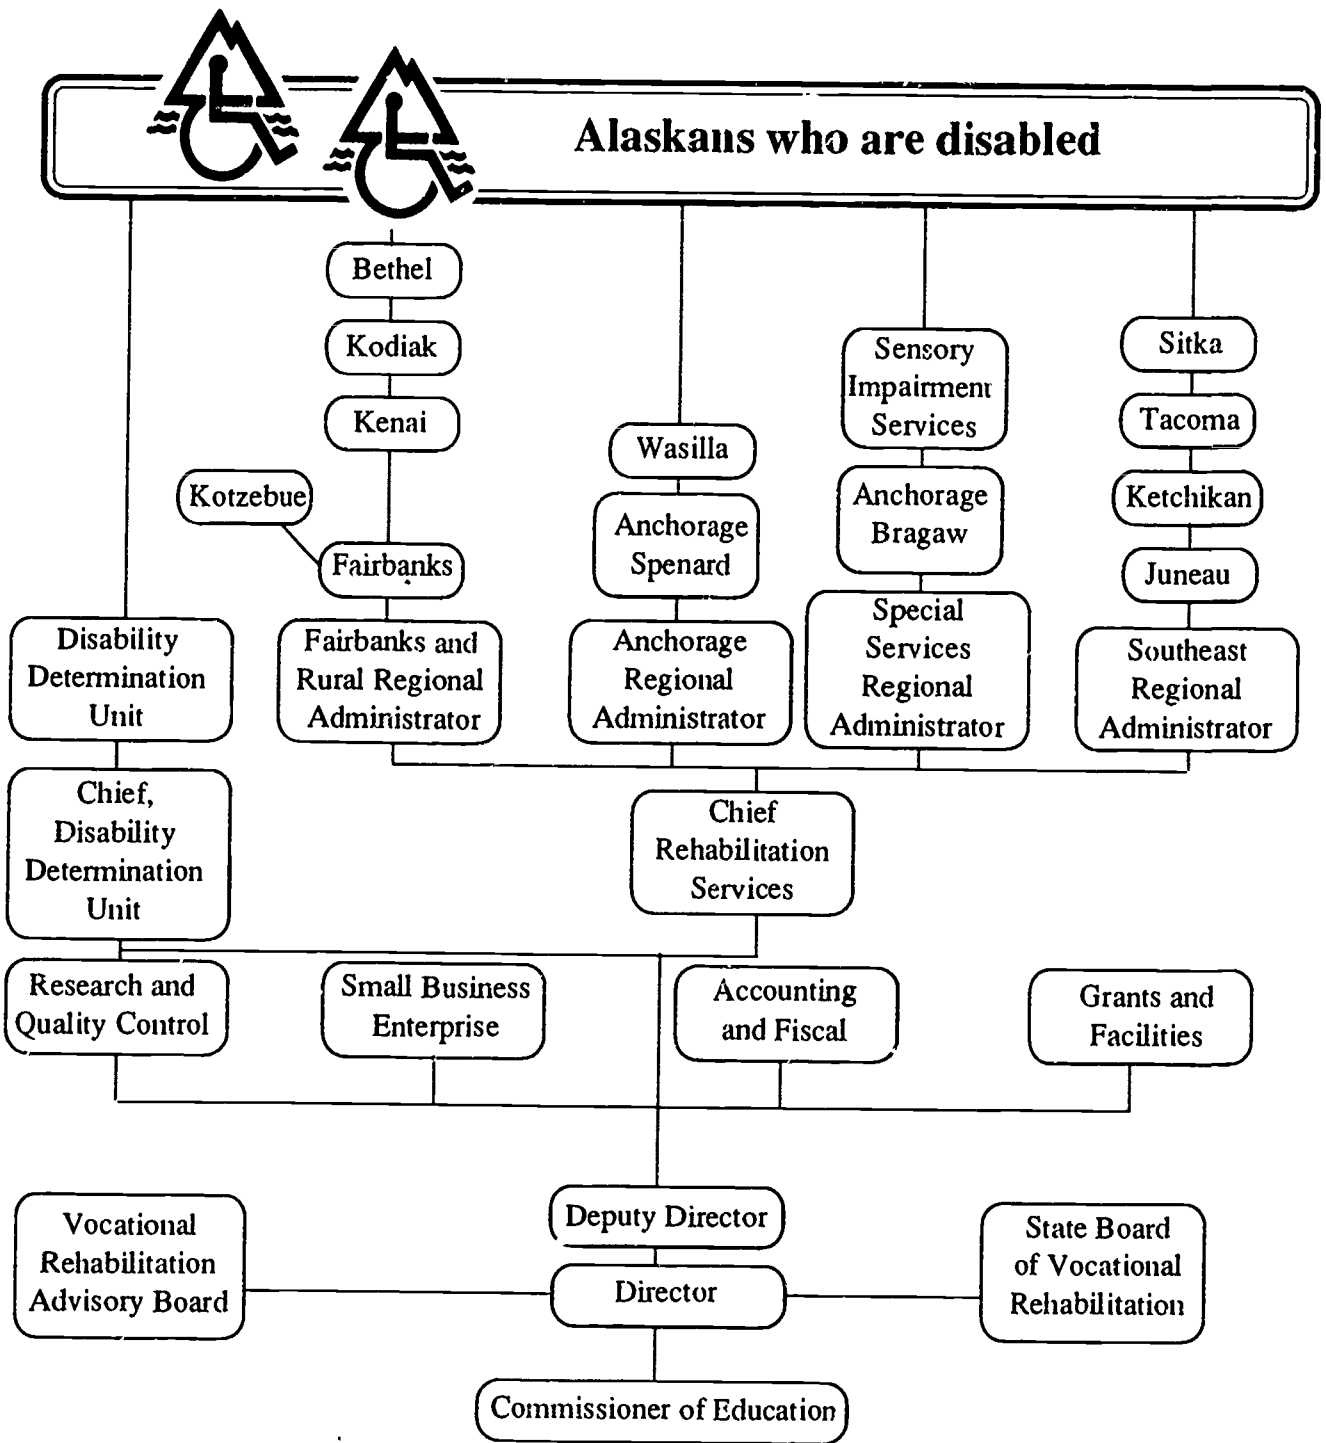 Alaskans who are disabled
Bethel
Kodiak
Kenai
Kotzebue
Fairbanks
Wasilla
Anchorage
Spenard
Sensory
Impairment
Services
Anchorage
Bragaw
Sitka
Tacoma
Ketchikan
Juneau
Disability
Determination
Unit
Fairbanks and
Rural Regional
Administrator
Anchorage
Regional
Administrator
Special
Services
Regional
Administrator
Southeast
Regional
Administrator
Chief,
Disability
Determination
Unit
Chief
Rehabilitation
Services
Research and
Quality Control
Small Business
Enterprise
Accounting
and Fiscal
Grants and
Facilities
Vocational
Rehabilitation
Advisory Board
Deputy Director
Director
State Board
of Vocational
Rehabilitation
Commissioner of Education